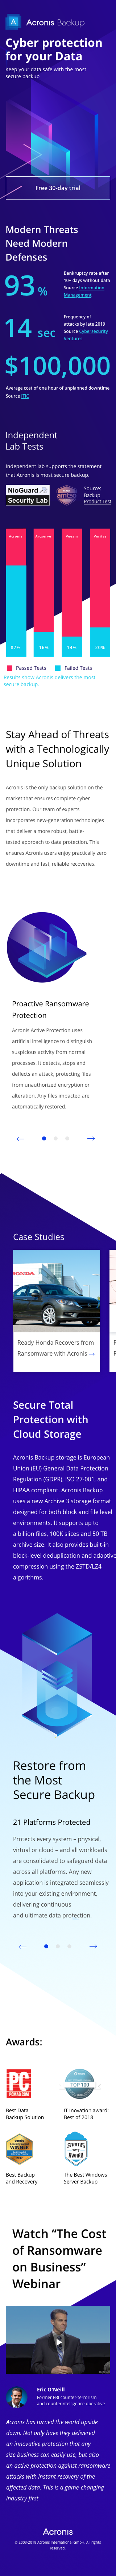 Acronis Backup
Cyber protection
for your Data
Keep your data safe with the most
secure backup
Free 30-day trial
Modern Threats
Need Modern
Defenses
93 %
Bankruptcy rate after
10+ days without data
Source Information
Management
14 sec
Frequency of
attacks by late 2019
Source Cybersecurity
Ventures
$100,000
Average cost of one hour of unplanned downtime
Source ITIC
Independent
Lab Tests
Independent lab supports the statement
that Acronis is most secure backup.
NioGuard
Security Lab
Source:
Backup
Product Test
Acronis
Arcserve
Veeam
Veritas
87%
16%
14%
20%
Passed Tests
Failed Tests
Results show Acronis delivers the most
secure backup
Stay Ahead of Threats
with a Technologically
Unique Solution
Acronis is the only backup solution on the
market that ensures complete cyber
protection. Our team of experts
incorporates new-generation technologies
that deliver a more robust, battle-
tested approach to data protection. This
ensures Acronis users enjoy practically zero
downtime and fast, reliable recoveries.
Proactive Ransomware
Protection
Acronis Active Protection uses
artificial intelligence to distinguish
suspicious activity from normal
processes. It detects, stops and
deflects an attack, protecting files
from unauthorized encryption or
alteration. Any files impacted are
automatically restored.
Case Studies
HONDA
Ready Honda Recovers from
Ransomware with Acronis →
Secure Total
Protection with
Cloud Storage
Acronis Backup storage is European
Union (EU) General Data Protection
Regulation (GDPR), ISO 27-001, and
HIPAA compliant. Acronis Backup
uses a new Archive 3 storage format
designed for both block and file level
environments. It supports up to
a billion files, 100K slices and 50 TB
archive size. It also provides built-in
block-level deduplication and adaptive
compression using the ZSTD/LZ4
algorithms.
Restore from
the Most
Secure Backup
21 Platforms Protected
Protects every system – physical,
virtual or cloud – and all workloads
are consolidated to safeguard data
across all platforms. Any new
application is integrated seamlessly
into your existing environment,
delivering continuous
and ultimate data protection.
Awards:
PC
TOP 100
Best Data
Backup Solution
IT Inovation award:
Best of 2018
WINNER
Best Backup
and Recovery
The Best Windows
Server Backup
Watch “The Cost
of Ransomware
on Business”
Webinar
Eric O'Neill
Former FBI counter-terrorism
and counterintelligence operative
Acronis has turned the world upside
down. Not only have they delivered
an innovative protection that any
size business can easily use, but also
an active protection against ransomware
attacks with instant recovery of the
affected data. This is a game-changing
industry first
Acronis
© 2003-2018 Acronis International GmbH. All rights
reserved.